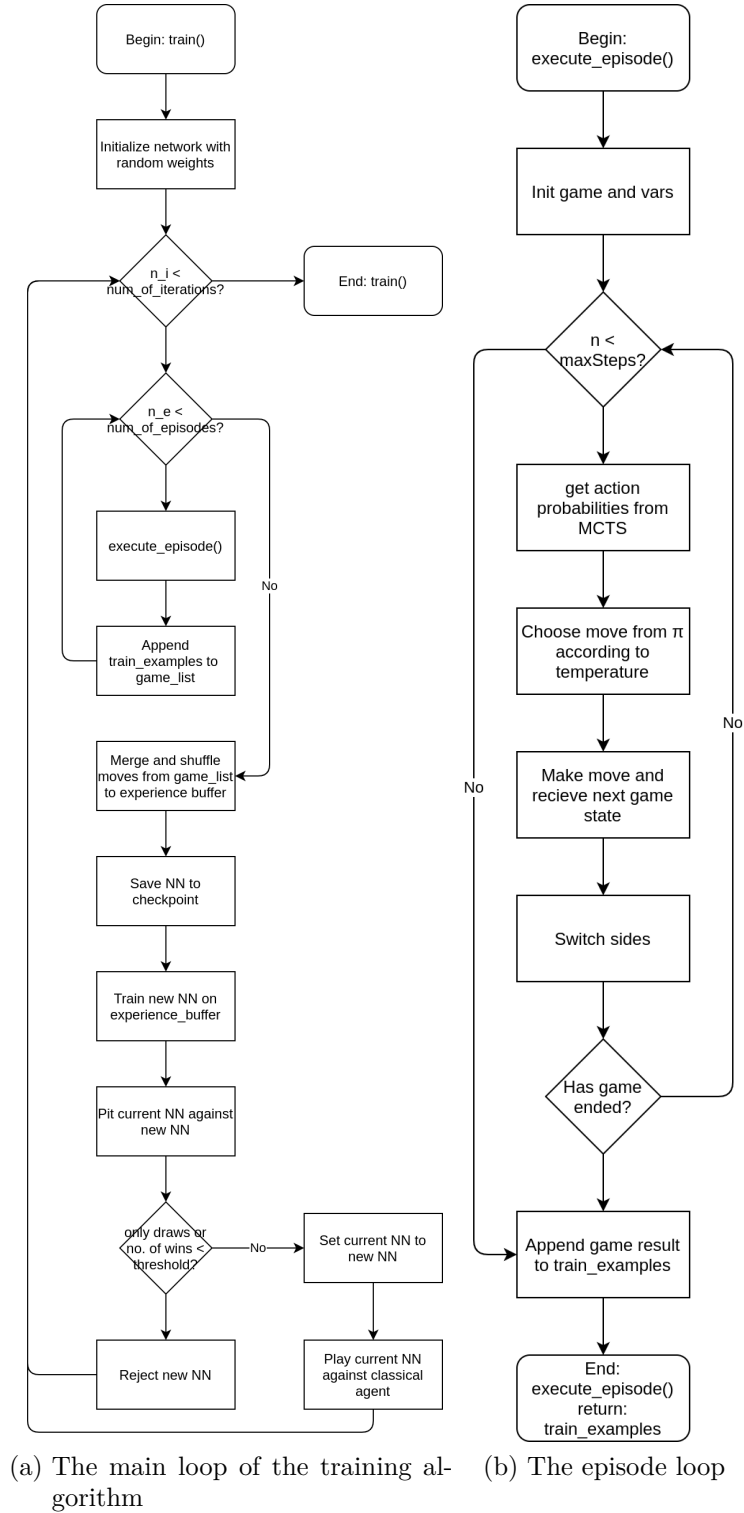 Begin: train()
Initialize network with
random weights
n_i <
num_of_iterations?
End: train()
n_e <
num_of_episodes?
execute_episode()
No
Append
train_examples to
game_list
Merge and shuffle
moves from game_list
to experience buffer
Save NN to
checkpoint
Train new NN on
experience_buffer
Pit current NN against
new NN
only draws or
no. of wins <
threshold?
No
Set current NN to
new NN
Reject new NN
Play current NN
against classical
agent
(a) The main loop of the training al-
gorithm
Begin:
execute_episode()
Init game and vars
n <
maxSteps?
get action
probabilities from
MCTS
Choose move from π
according to
temperature
No
Make move and
recieve next game
state
No
Switch sides
Has game
ended?
Append game result
to train_examples
End:
execute_episode()
return:
train_examples
(b) The episode loop